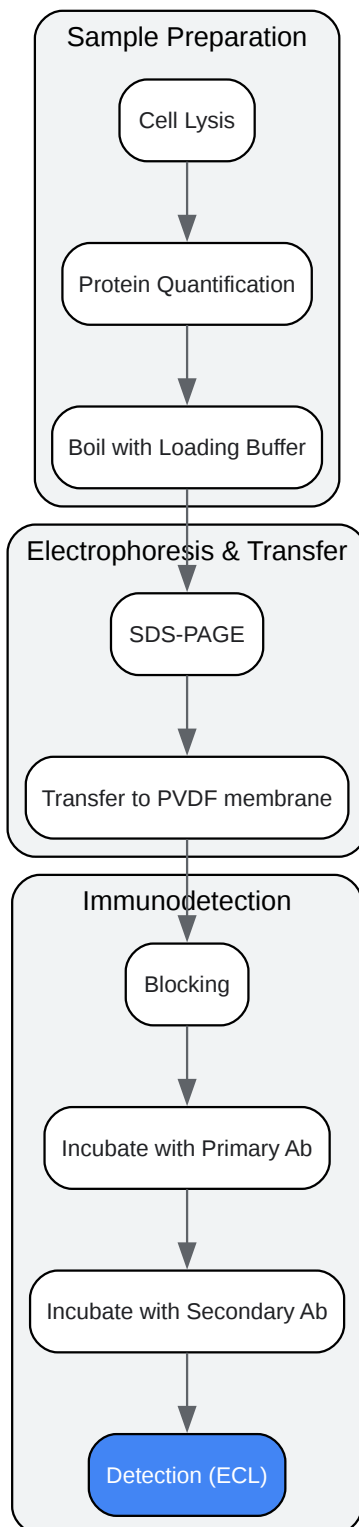 Sample Preparation
Cell Lysis
Protein Quantification
Boil with Loading Buffer
Electrophoresis & Transfer
SDS-PAGE
Transfer to PVDF membrane
Immunodetection
Blocking
Incubate with Primary Ab
Incubate with Secondary Ab
Detection (ECL)